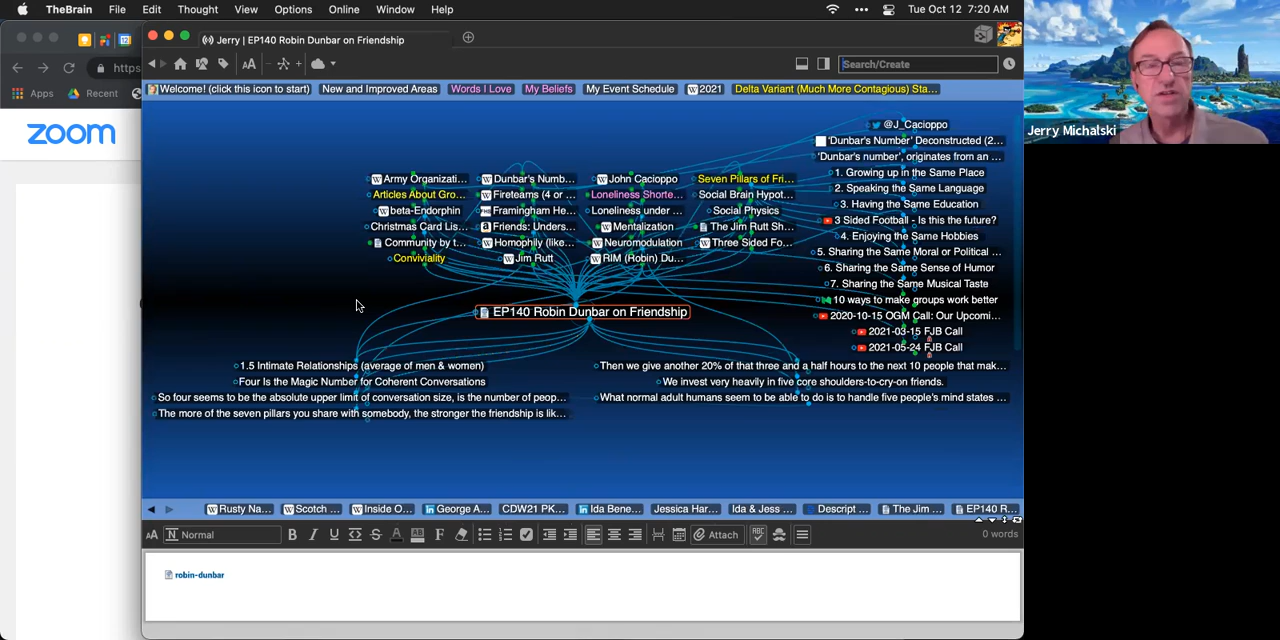 TheBrain File Edit Thought View Options Online Window Help Tue Oct 12 7:20 AM
Jerry | EP140 Robin Dunbar on Friendship
https
Search/Create
Apps Recent
Welcome! (click this icon to start) New and Improved Areas Words I Love My Beliefs My Event Schedule 2021 Delta Variant (Much More Contagious) Sta...
zoom
Jerry Michalski
@J_Cacioppo
'Dunbar's Number' Deconstructed (2...
'Dunbar's number', originates from an ...
1. Growing up in the Same Place
2. Speaking the Same Language
3. Having the Same Education
3 Sided Football - Is this the future?
4. Enjoying the Same Hobbies
5. Sharing the Same Moral or Political ...
6. Sharing the Same Sense of Humor
7. Sharing the Same Musical Taste
10 ways to make groups work better
2020-10-15 OGM Call: Our Upcomi...
2021-03-15 FJB Call
2021-05-24 FJB Call
Army Organizati... Dunbar's Numb... John Cacioppo Seven Pillars of Fri...
Articles About Gro... Fireteams (4 or ... Loneliness Shorte... Social Brain Hypot...
beta-Endorphin Framingham He... Loneliness under ... Social Physics
Christmas Card Lis... Friends: Unders... Mentalization The Jim Rutt Sh...
Community by t... Homophily (like... Neuromodulation Three Sided Fo...
Conviviality Jim Rutt RIM (Robin) Du...
EP140 Robin Dunbar on Friendship
1.5 Intimate Relationships (average of men & women)
Four Is the Magic Number for Coherent Conversations
So four seems to be the absolute upper limit of conversation size, is the number of peop...
The more of the seven pillars you share with somebody, the stronger the friendship is lik...
Then we give another 20% of that three and a half hours to the next 10 people that mak...
We invest very heavily in five core shoulders-to-cry-on friends.
What normal adult humans seem to be able to do is to handle five people's mind states ...
Rusty Na... Scotch ... Inside O... George A... CDW21 PK... Ida Bene... Jessica Har... Ida & Jess ... Descript ... The Jim ... EP140 R...
Normal B I U S A F Attach ABC 0 words
robin-dunbar